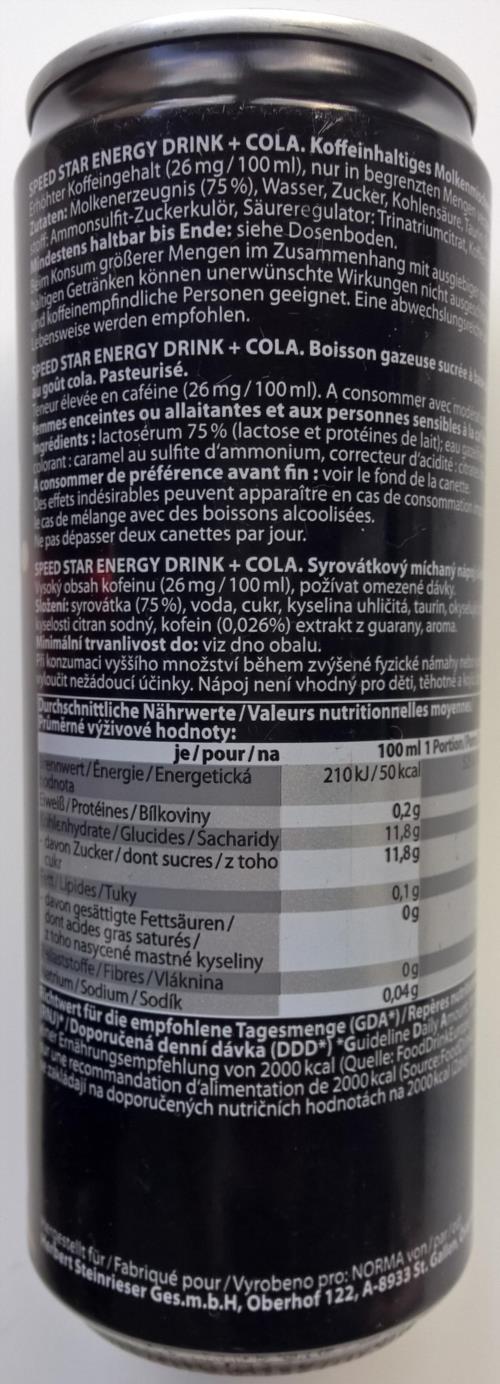 SPEED STAR ENERGY DRINK + COLA. Koffeinhaltiges
Erhöhter Koffeingehalt (26 mg / 100 ml), nur in begrenzten Mengen
Zutaten: Molkenerzeugnis (75 %), Wasser, Zucker, Kohlensäure,
Ammonsulfit-Zuckerkulör, Säureregulator: Trinatriumcitrat,
Mindestens haltbar bis Ende: siehe Dosenboden.
Beim Konsum größerer Mengen im Zusammenhang mit ausgiebiger
Getränken können unerwünschte Wirkungen nicht
und koffeinempfindliche Personen geeignet. Eine abwechslungsreiche
Lebensweise werden empfohlen.
SPEED STAR ENERGY DRINK + COLA. Boisson gazeuse sucrée à
au goût cola. Pasteurisé.
Teneur élevée en caféine (26 mg / 100 ml). A consommer avec
femmes enceintes ou allaitantes et aux personnes sensibles à la
Ingrédients : lactosérum 75 % (lactose et protéines de lait); eau
colorant : caramel au sulfite d'ammonium, correcteur d'acidité :
A consommer de préférence avant fin : voir le fond de la canette.
Des effets indésirables peuvent apparaître en cas de consommation
le cas de mélange avec des boissons alcoolisées.
Ne pas dépasser deux canettes par jour.
SPEED STAR ENERGY DRINK + COLA. Syrovátkový míchaný
Vysoký obsah kofeinu (26 mg / 100 ml), požívat omezené dávky.
Složení: syrovátka (75 %), voda, cukr, kyselina uhličitá, taurin,
kyselosti citran sodný, kofein (0,026%) extrakt z guarany, aroma.
Minimální trvanlivost do: viz dno obalu.
Při konzumaci vyššího množství během zvýšené fyzické námahy
vyloučit nežádoucí účinky. Nápoj není vhodný pro děti, těhotné a
Durchschnittliche Nährwerte / Valeurs nutritionnelles moyennes
Průměrné výživové hodnoty:
je / pour / na 100 ml 1 Portion
Brennwert / Énergie / Energetická 210 kJ / 50 kcal
hodnota
Eiweiß / Protéines / Bílkoviny 0,2 g
Kohlenhydrate / Glucides / Sacharidy 11,8 g
davon Zucker / dont sucres / z toho 11,8 g
cukr
Fett / Lipides / Tuky 0,1 g
davon gesättigte Fettsäuren / 0 g
dont acides gras saturés /
z toho nasycené mastné kyseliny
Ballaststoffe / Fibres / Vláknina 0 g
Natrium / Sodium / Sodík 0,04 g
Richtwert für die empfohlene Tagesmenge (GDA*) / Repères
/ Doporučená denní dávka (DDD*) *Guideline Daily Amount
Ernährungsempfehlung von 2000 kcal (Quelle:
une recommandation d'alimentation de 2000 kcal (Source:
zakládají na doporučených nutričních hodnotách na 2000 kcal
Hergestellt für / Fabriqué pour / Vyrobeno pro: NORMA von / par /
Herbert Steinrieser Ges.m.b.H, Oberhof 122, A-8933 St. Gallen,